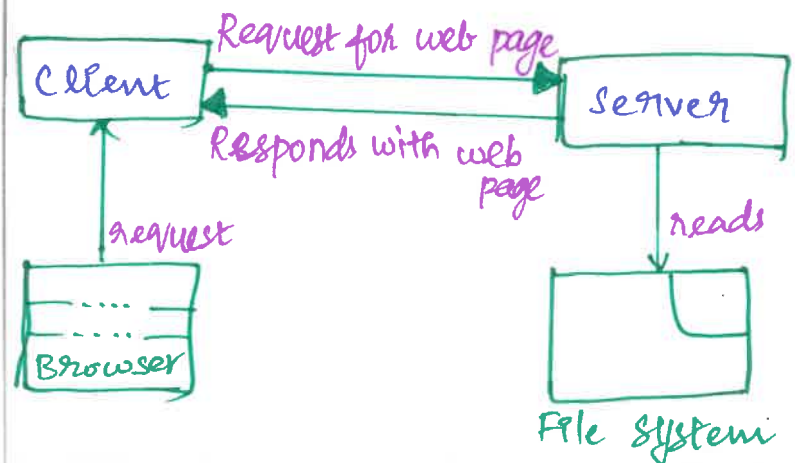 Request for web page
Client
Server
Responds with web
page
request
reads
Browser
File System